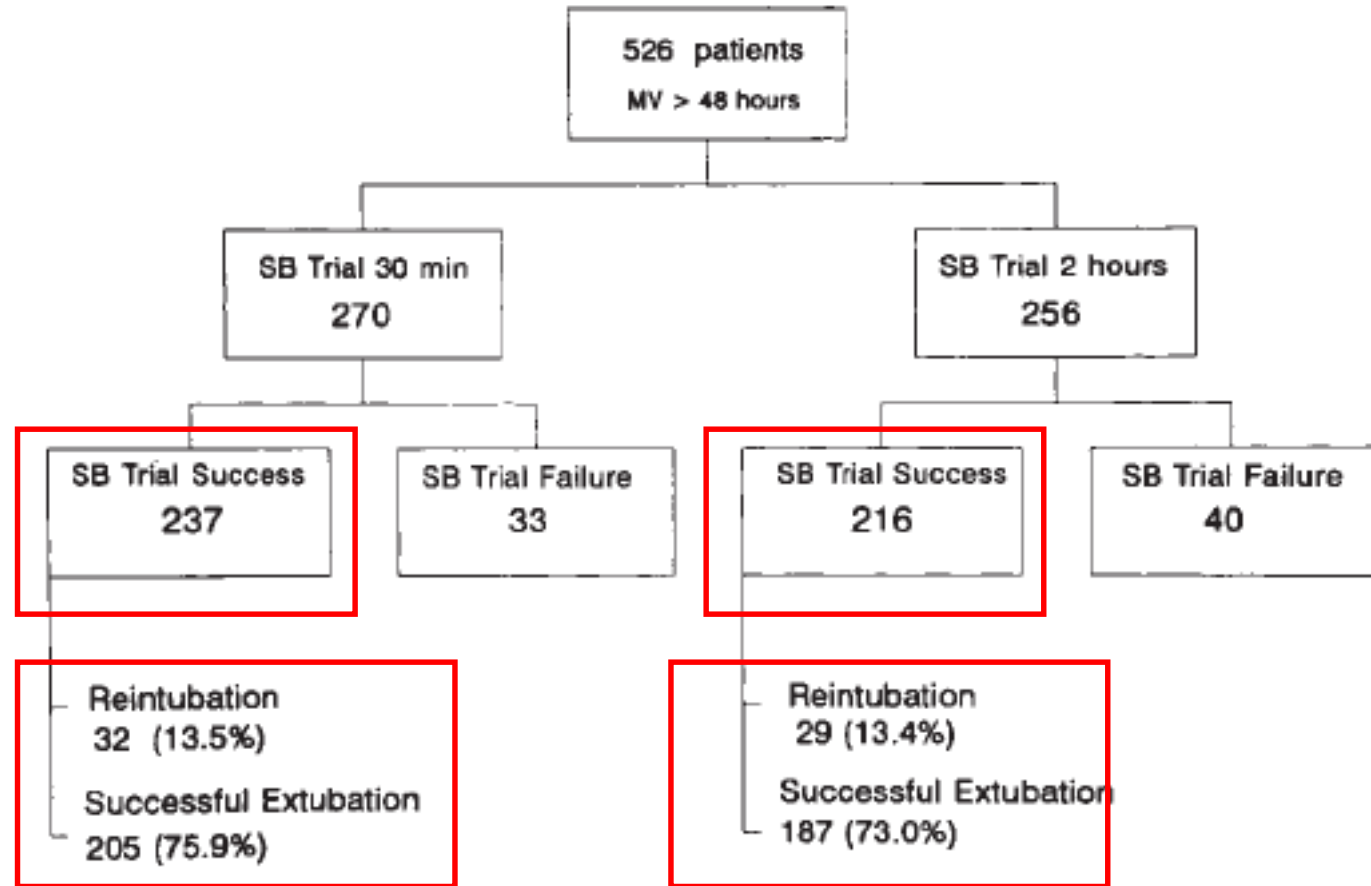 526 patients
MV > 48 hours
SB Trial 30 min
270
SB Trial 2 hours
256
SB Trial Success
237
SB Trial Failure
33
SB Trial Success
216
SB Trial Failure
40
Reintubation
32 (13.5%)
Successful Extubation
205 (75.9%)
Reintubation
29 (13.4%)
Successful Extubation
187 (73.0%)